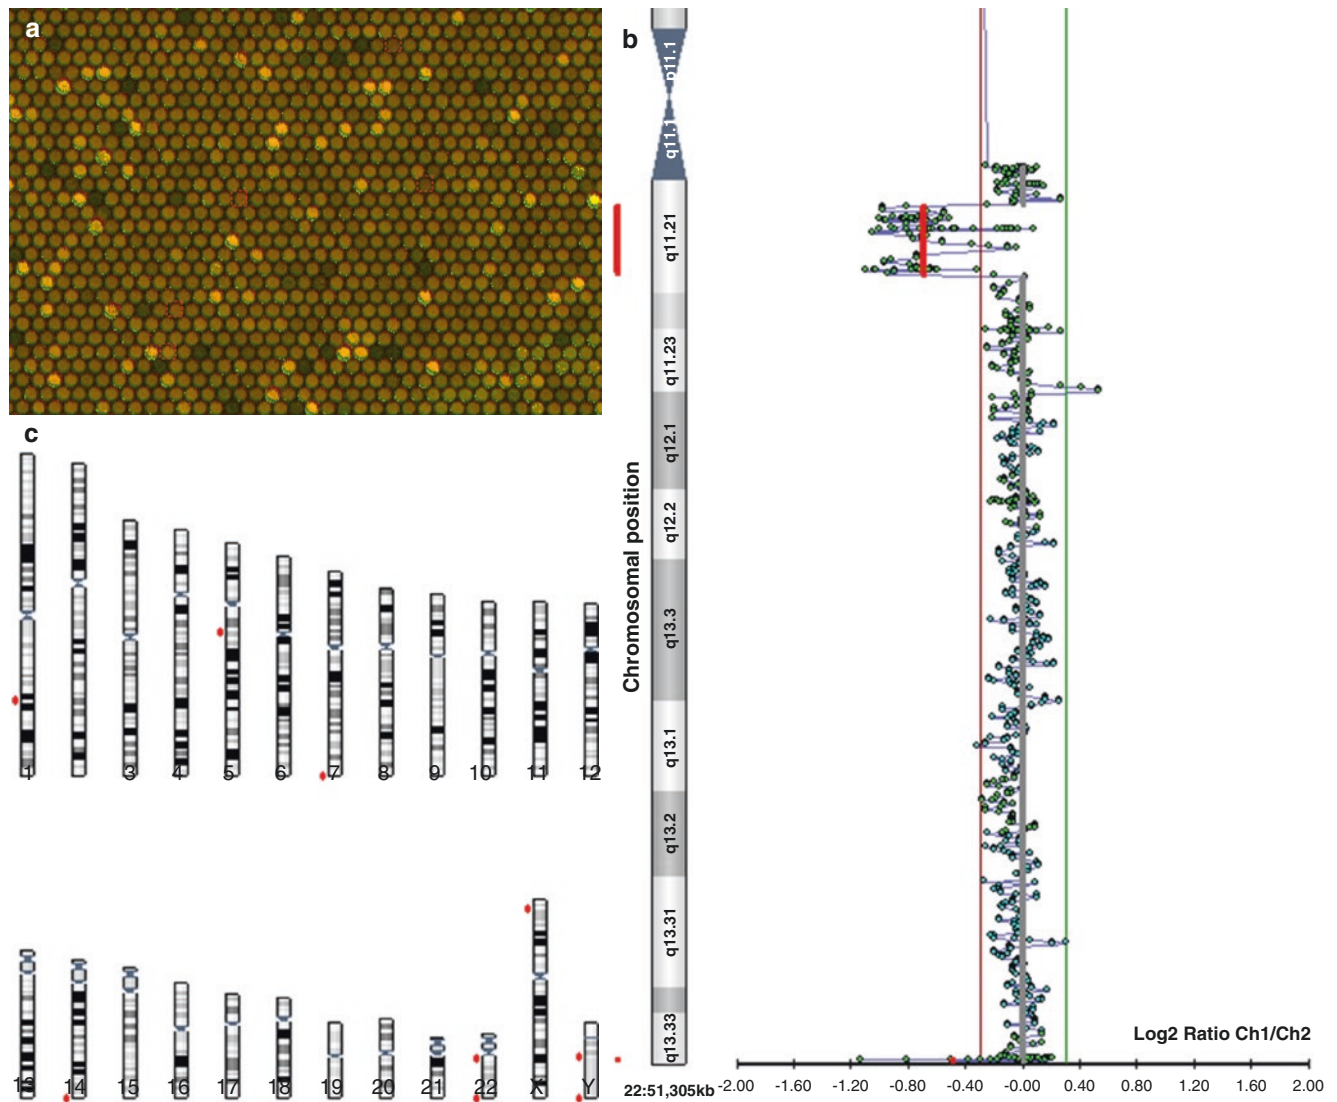 a
b
p11.1
q11.1
q11.21
q11.23
q12.1
q12.2
q13.3
q13.1
q13.2
q13.31
q13.33
Chromosomal position
22:51,305kb
Log2 Ratio Ch1/Ch2
-2.00 -1.60 -1.20 -0.80 -0.40 -0.00 0.40 0.80 1.20 1.60 2.00
c
1 3 4 5 6 7 8 9 10 11 12
13 14 15 16 17 18 19 20 21 22 X Y